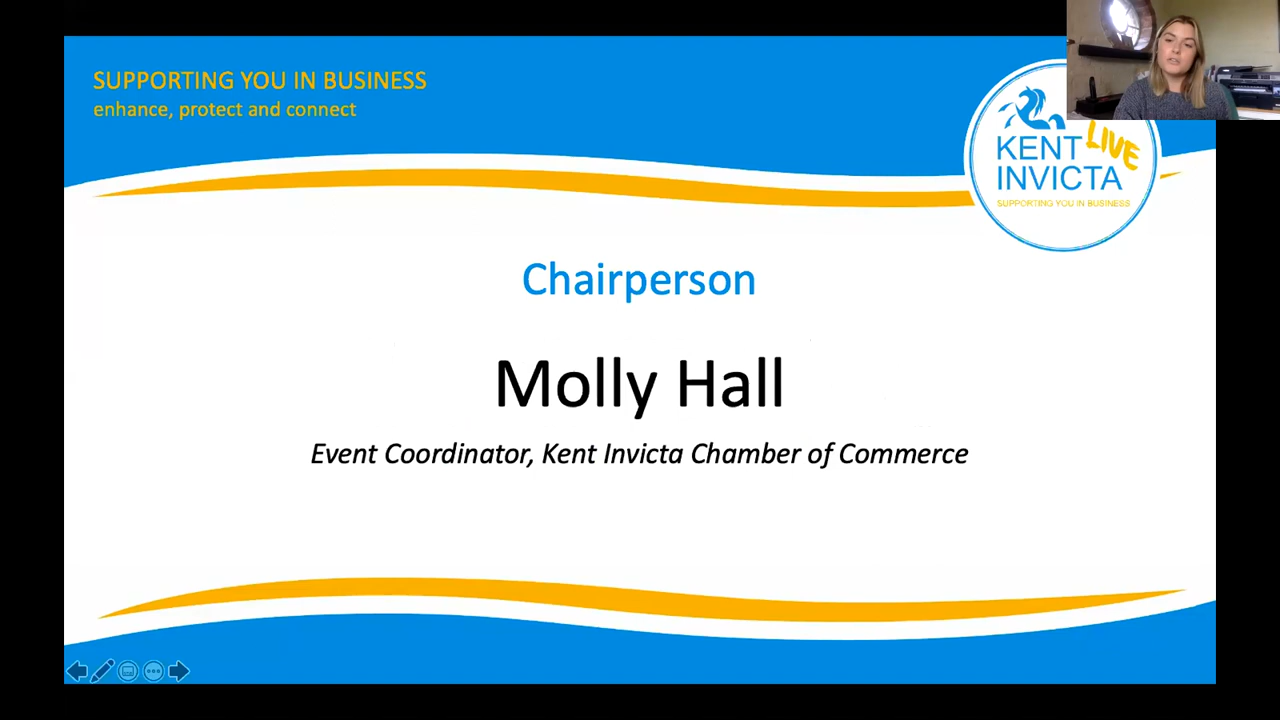 SUPPORTING YOU IN BUSINESS
enhance, protect and connect
KENT LIVE
INVICTA
SUPPORTING YOU IN BUSINESS
Chairperson
Molly Hall
Event Coordinator, Kent Invicta Chamber of Commerce